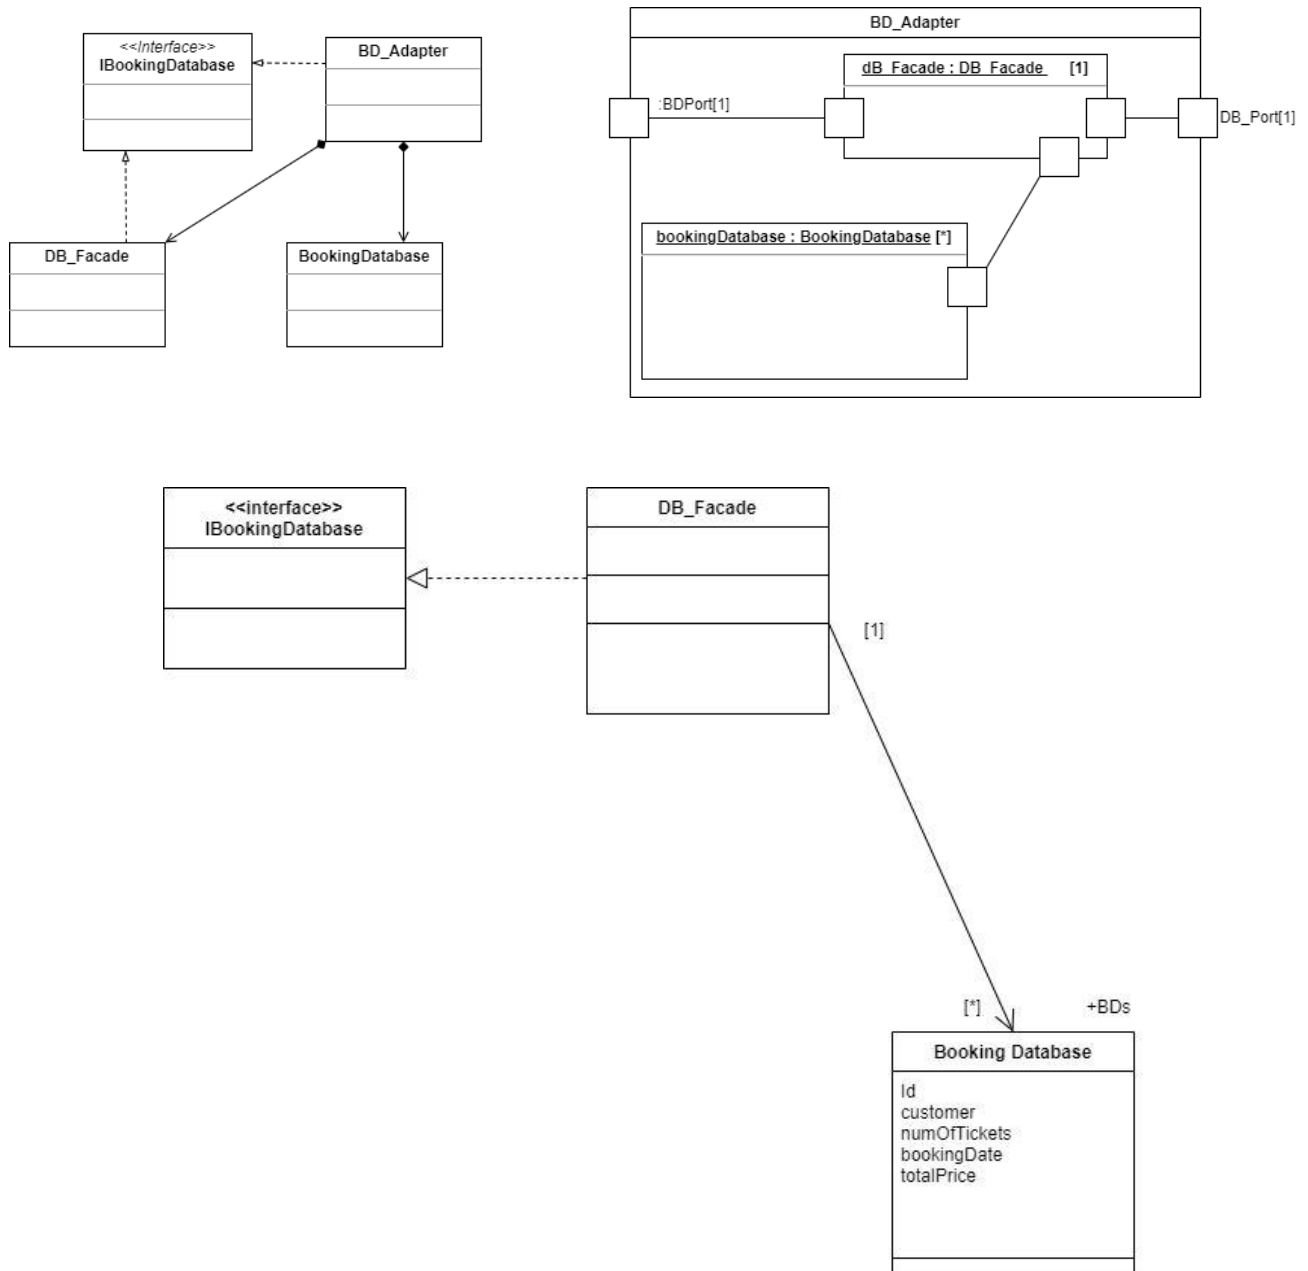 <<Interface>>
IBookingDatabase
BD_Adapter
DB_Facade
BookingDatabase
BD_Adapter
dB_Facade : DB_Facade [1]
:BDPort[1]
DB_Port[1]
bookingDatabase : BookingDatabase [*]
<<interface>>
IBookingDatabase
DB_Facade
[1]
[*]
+BDs
Booking Database
Id
customer
numOfTickets
bookingDate
totalPrice